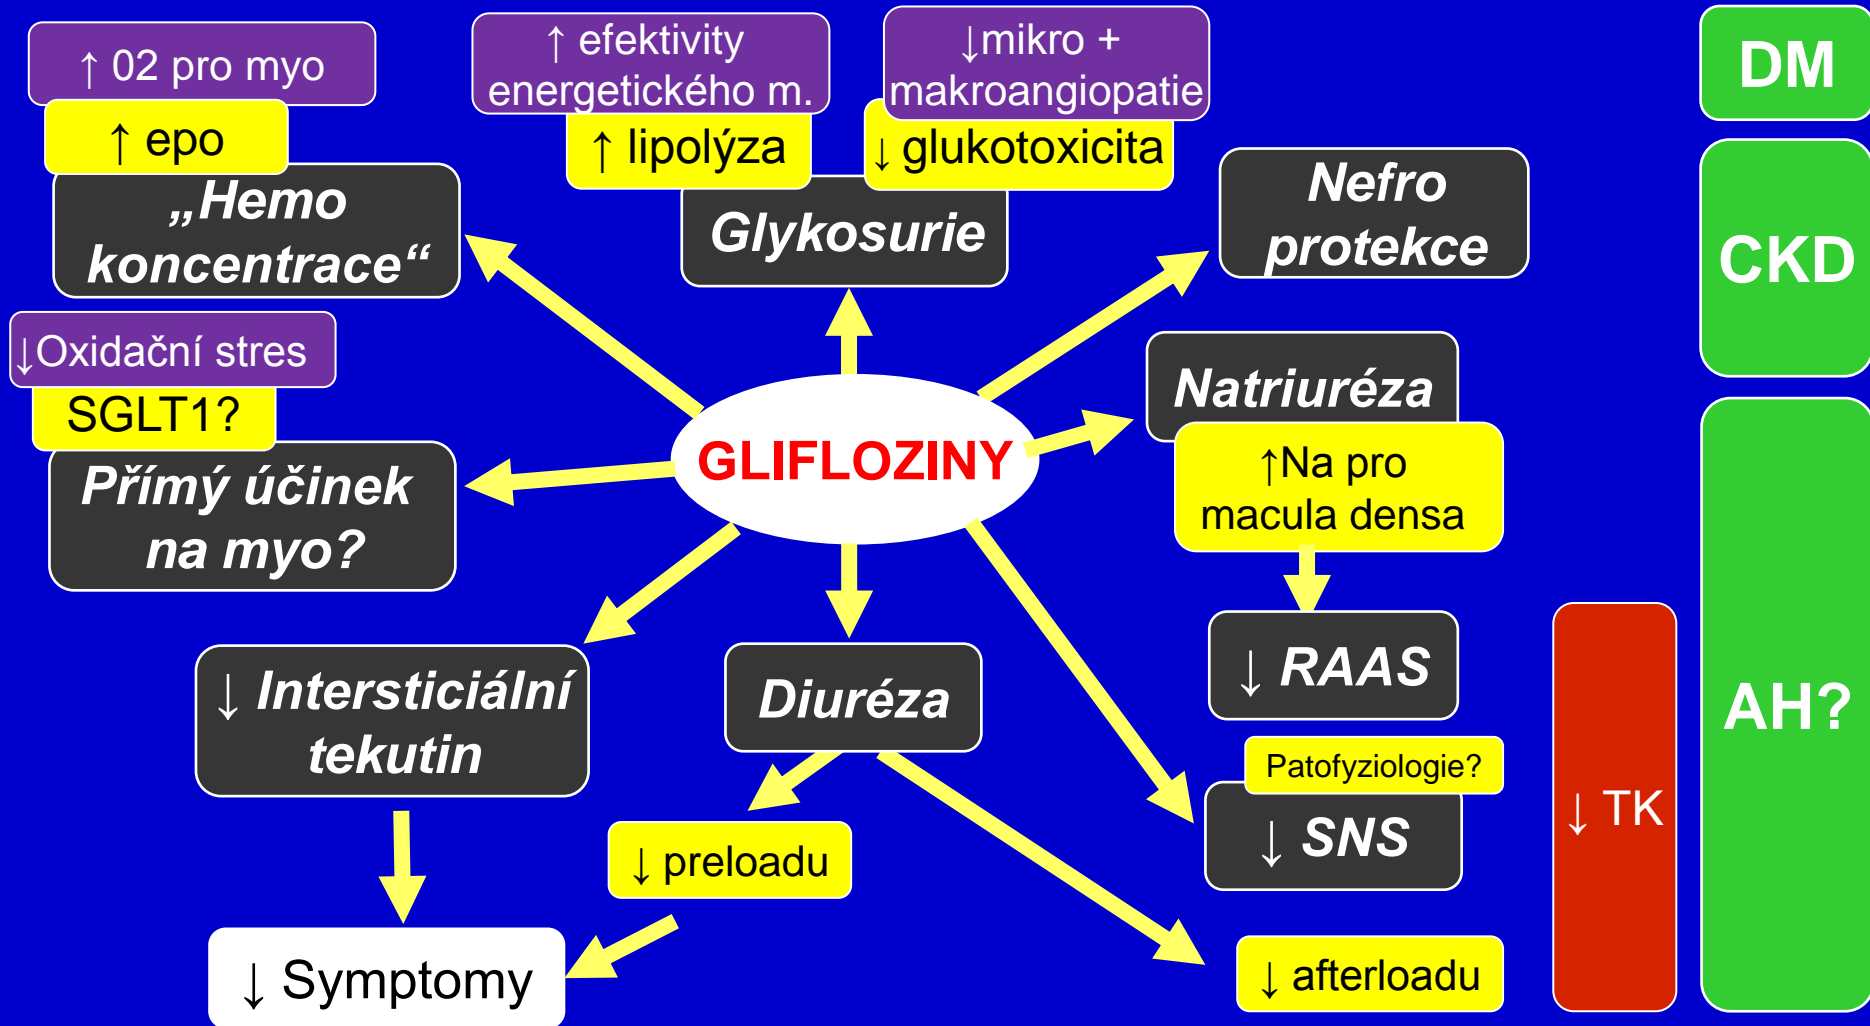 ↑ 02 pro myo
↑ epo
„Hemo
koncentrace“
↑ efektivity
energetického m.
↑ lipolýza
↓mikro +
makroangiopatie
↓ glukotoxicita
Glykosurie
Nefro
protekce
DM
CKD
↓Oxidační stres
SGLT1?
Přímý účinek
na myo?
GLIFLOZINY
Natriuréza
↑Na pro
macula densa
↓ RAAS
Patofyziologie?
↓ SNS
↓ Intersticiální
tekutin
Diuréza
↓ preloadu
↓ Symptomy
↓ afterloadu
↓ TK
AH?